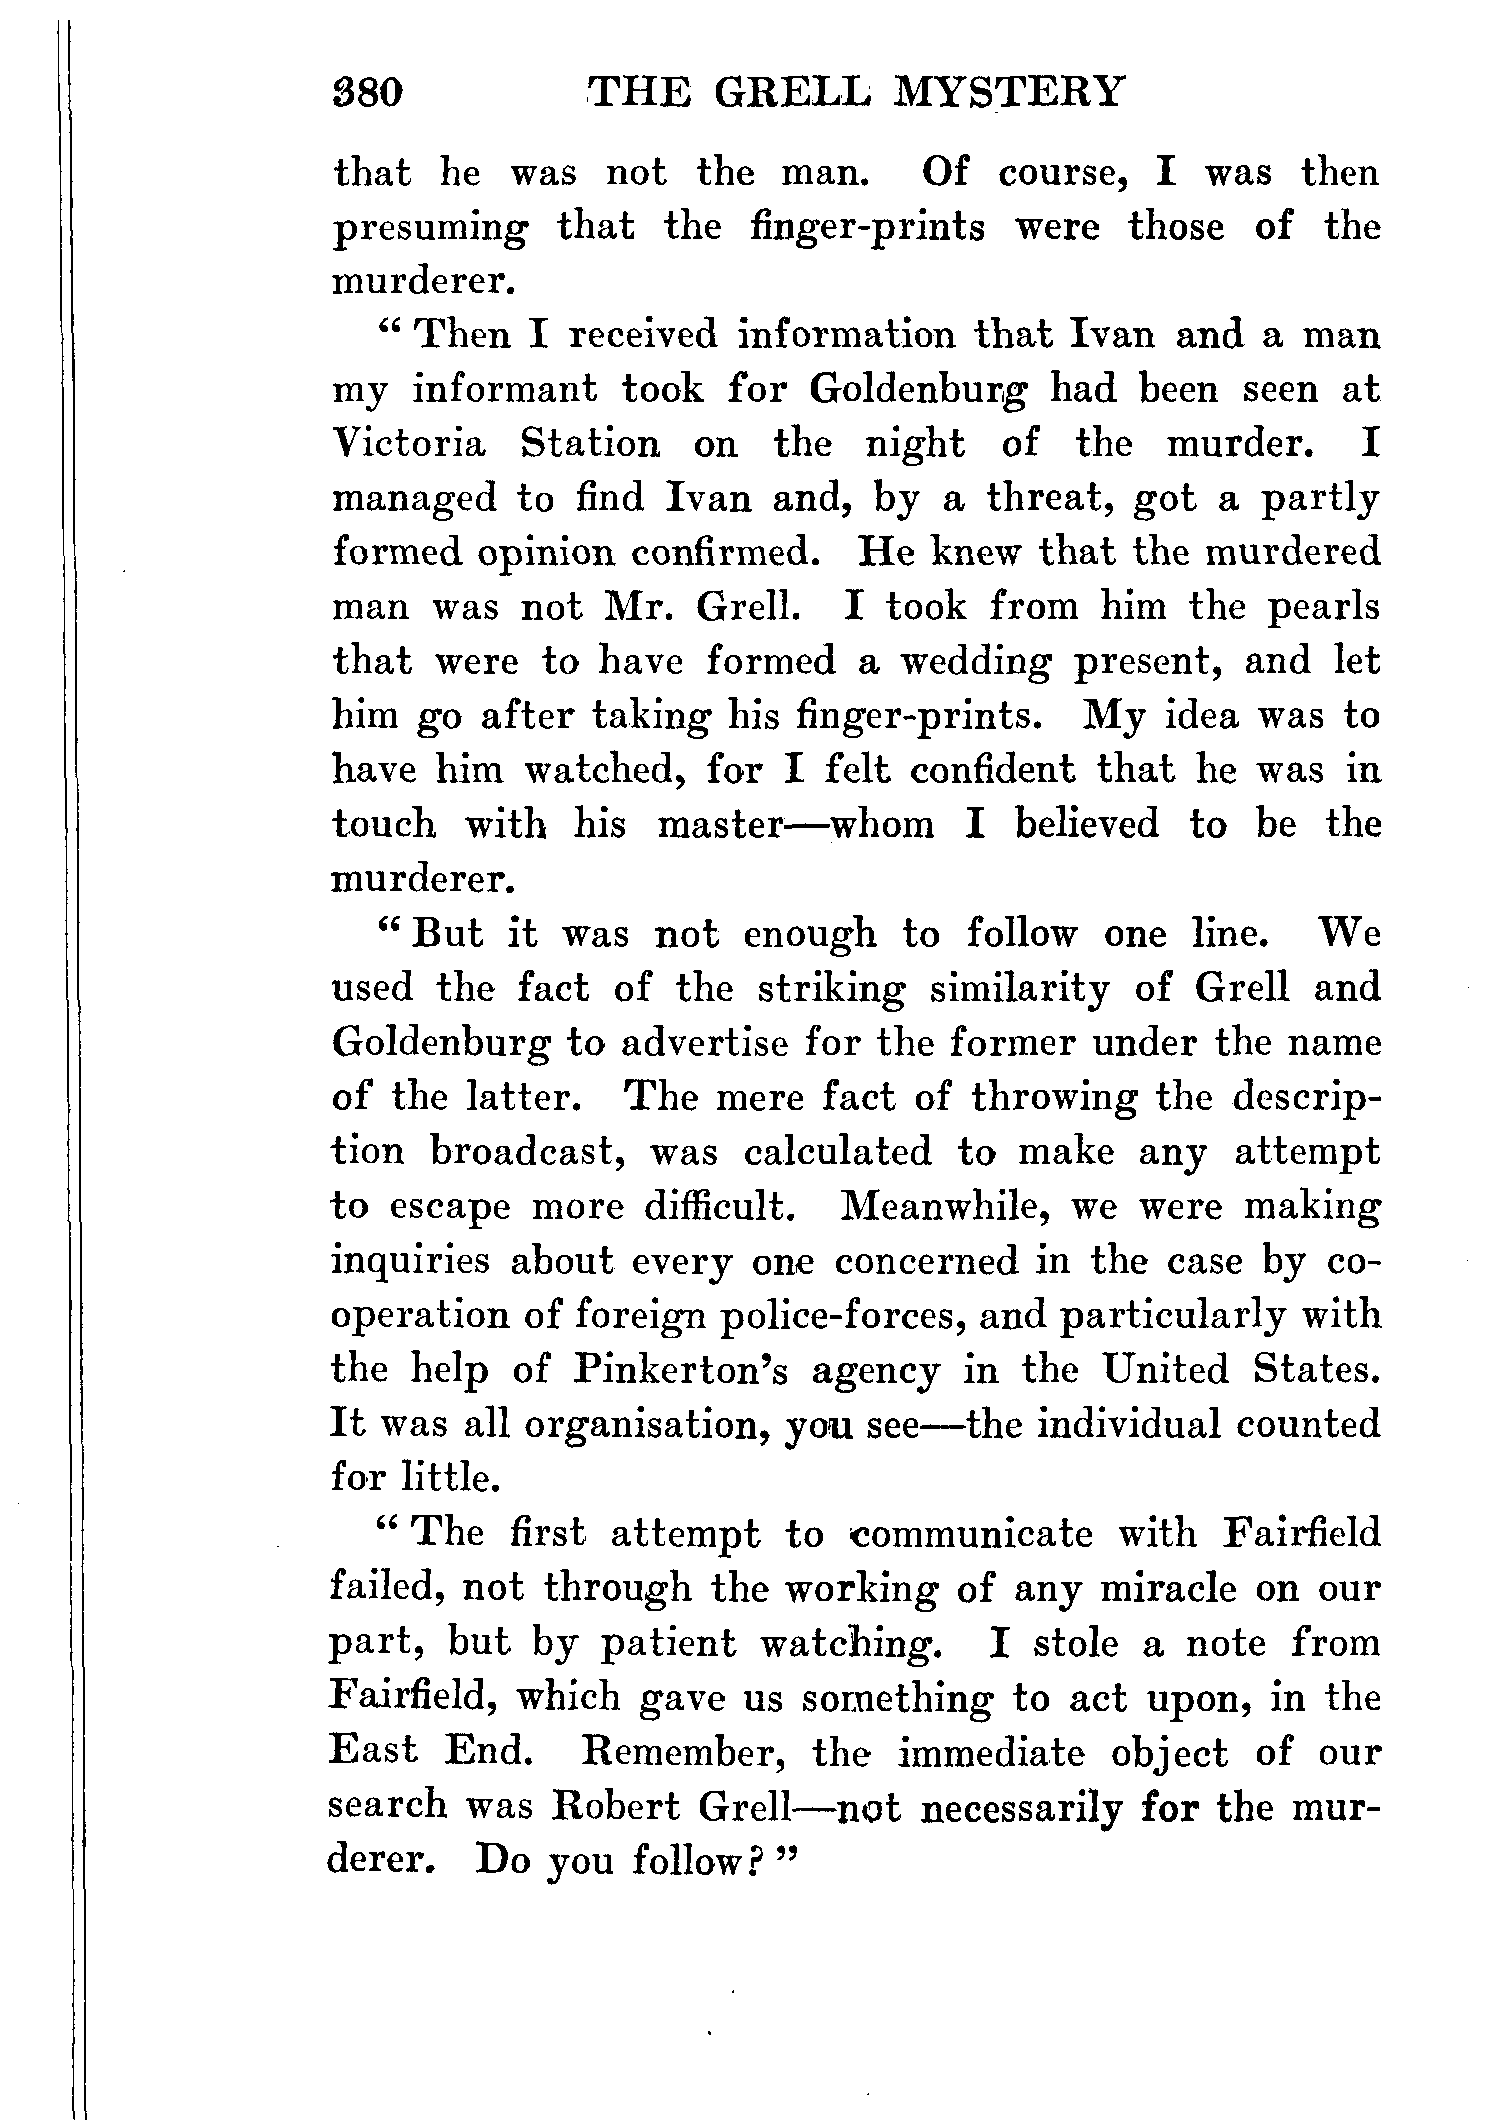 380 THE GRELL MYSTERY
that he was not the man. Of course, I was then
presuming that the finger-prints were those of the
murderer.
“ Then I received information that Ivan and a man
my informant took for Goldenburg had been seen at
Victoria Station on the night of the murder. I
managed to find Ivan and, by a threat, got a partly
formed opinion confirmed. He knew that the murdered
man was not Mr. Grell. I took from him the pearls
that were to have formed a wedding present, and let
him go after taking his finger-prints. My idea was to
have him watched, for I felt confident that he was in
touch with his master—whom I believed to be the
murderer.
“ But it was not enough to follow one line. We
used the fact of the striking similarity of Grell and
Goldenburg to advertise for the former under the name
of the latter. The mere fact of throwing the descrip-
tion broadcast, was calculated to make any attempt
to escape more difficult. Meanwhile, we were making
inquiries about every one concerned in the case by co-
operation of foreign police-forces, and particularly with
the help of Pinkerton’s agency in the United States.
It was all organisation, you see—the individual counted
for little.
“ The first attempt to communicate with Fairfield
failed, not through the working of any miracle on our
part, but by patient watching. I stole a note from
Fairfield, which gave us something to act upon, in the
East End. Remember, the immediate object of our
search was Robert Grell—not necessarily for the mur-
derer. Do you follow? ”